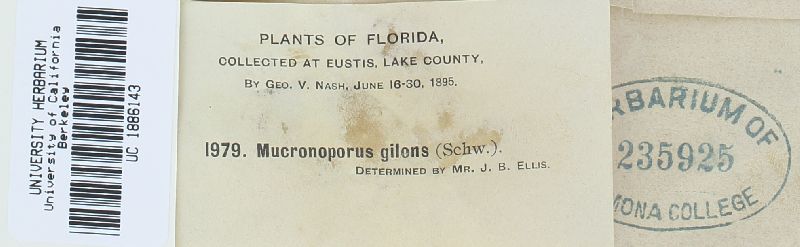 UNIVERSITY HERBARIUM
University of California
Berkeley
UC 1886143
PLANTS OF FLORIDA,
COLLECTED AT EUSTIS, LAKE COUNTY,
BY GEO. V. NASH, JUNE 16-30, 1895.
1979. Mucronoporus gilons (Schw.).
DETERMINED BY MR. J. B. ELLIS.
RBARIUM OF
235925
MONA COLLEGE